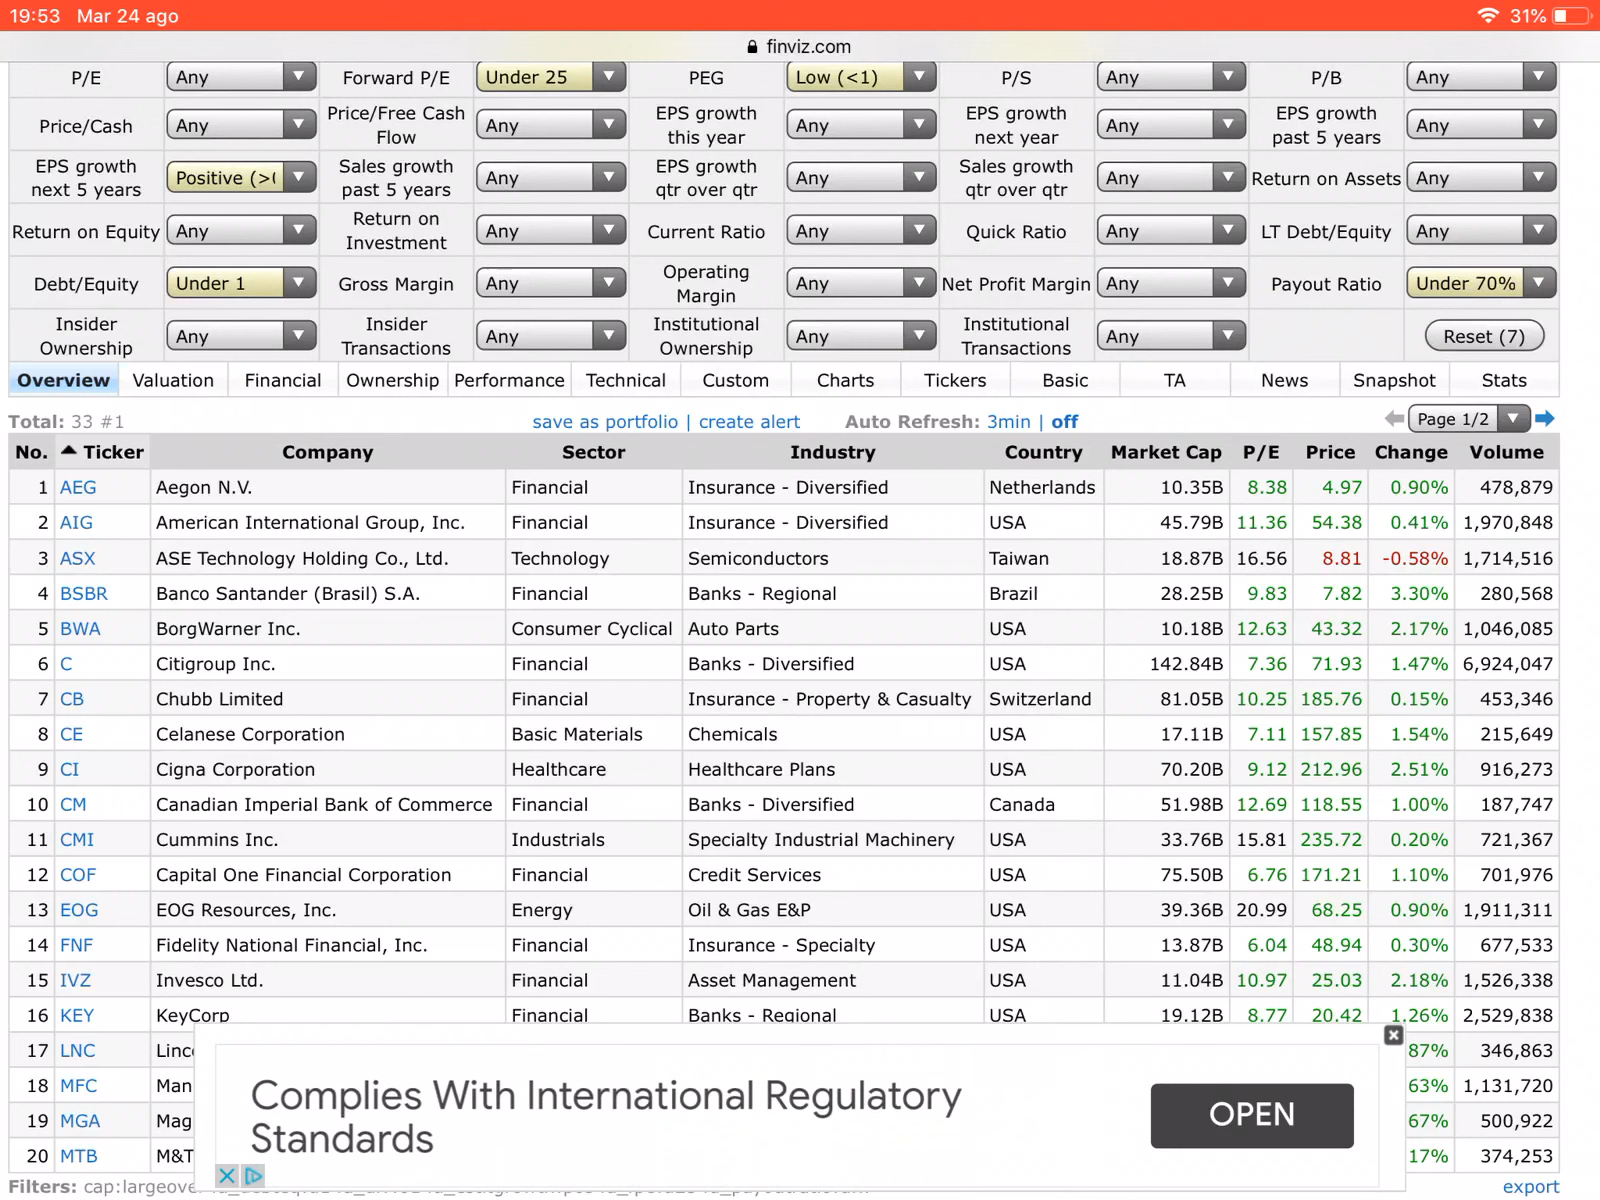 19:53 Mar 24 ago 31%
finviz.com
P/E Any Forward P/E Under 25 PEG Low (<1) P/S Any P/B Any
Price/Cash Any Price/Free Cash Flow Any EPS growth this year Any EPS growth next year Any EPS growth past 5 years Any
EPS growth next 5 years Positive (>( Sales growth past 5 years Any EPS growth qtr over qtr Any Sales growth qtr over qtr Any Return on Assets Any
Return on Equity Any Return on Investment Any Current Ratio Any Quick Ratio Any LT Debt/Equity Any
Debt/Equity Under 1 Gross Margin Any Operating Margin Any Net Profit Margin Any Payout Ratio Under 70%
Insider Ownership Any Insider Transactions Any Institutional Ownership Any Institutional Transactions Any Reset (7)
Overview Valuation Financial Ownership Performance Technical Custom Charts Tickers Basic TA News Snapshot Stats
Total: 33 #1 save as portfolio | create alert Auto Refresh: 3min | off Page 1/2
No. Ticker Company Sector Industry Country Market Cap P/E Price Change Volume
1 AEG Aegon N.V. Financial Insurance - Diversified Netherlands 10.35B 8.38 4.97 0.90% 478,879
2 AIG American International Group, Inc. Financial Insurance - Diversified USA 45.79B 11.36 54.38 0.41% 1,970,848
3 ASX ASE Technology Holding Co., Ltd. Technology Semiconductors Taiwan 18.87B 16.56 8.81 -0.58% 1,714,516
4 BSBR Banco Santander (Brasil) S.A. Financial Banks - Regional Brazil 28.25B 9.83 7.82 3.30% 280,568
5 BWA BorgWarner Inc. Consumer Cyclical Auto Parts USA 10.18B 12.63 43.32 2.17% 1,046,085
6 C Citigroup Inc. Financial Banks - Diversified USA 142.84B 7.36 71.93 1.47% 6,924,047
7 CB Chubb Limited Financial Insurance - Property & Casualty Switzerland 81.05B 10.25 185.76 0.15% 453,346
8 CE Celanese Corporation Basic Materials Chemicals USA 17.11B 7.11 157.85 1.54% 215,649
9 CI Cigna Corporation Healthcare Healthcare Plans USA 70.20B 9.12 212.96 2.51% 916,273
10 CM Canadian Imperial Bank of Commerce Financial Banks - Diversified Canada 51.98B 12.69 118.55 1.00% 187,747
11 CMI Cummins Inc. Industrials Specialty Industrial Machinery USA 33.76B 15.81 235.72 0.20% 721,367
12 COF Capital One Financial Corporation Financial Credit Services USA 75.50B 6.76 171.21 1.10% 701,976
13 EOG EOG Resources, Inc. Energy Oil & Gas E&P USA 39.36B 20.99 68.25 0.90% 1,911,311
14 FNF Fidelity National Financial, Inc. Financial Insurance - Specialty USA 13.87B 6.04 48.94 0.30% 677,533
15 IVZ Invesco Ltd. Financial Asset Management USA 11.04B 10.97 25.03 2.18% 1,526,338
16 KEY KeyCorp Financial Banks - Regional USA 19.12B 8.77 20.42 1.26% 2,529,838
17 LNC Linc 87% 346,863
18 MFC Man 63% 1,131,720
19 MGA Mag 67% 500,922
20 MTB M&T 17% 374,253
Complies With International Regulatory
Standards
OPEN
Filters: cap:largeove export